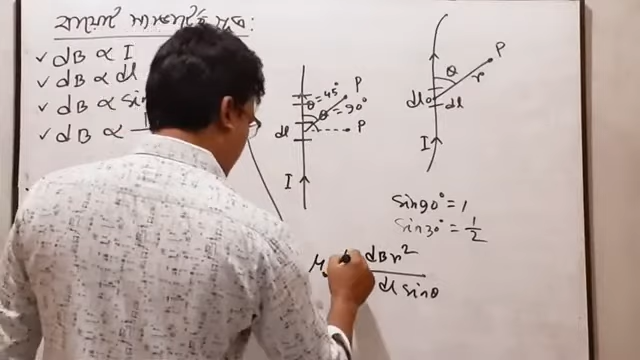 dB ∝ I
dB ∝ dl
dB ∝ sin
dB ∝
θ=45°
P
θ=90°
dl
P
I
P
θ
r
dl
dl
I
sin90°=1
sin30°=1/2
dBr²
dl sinθ